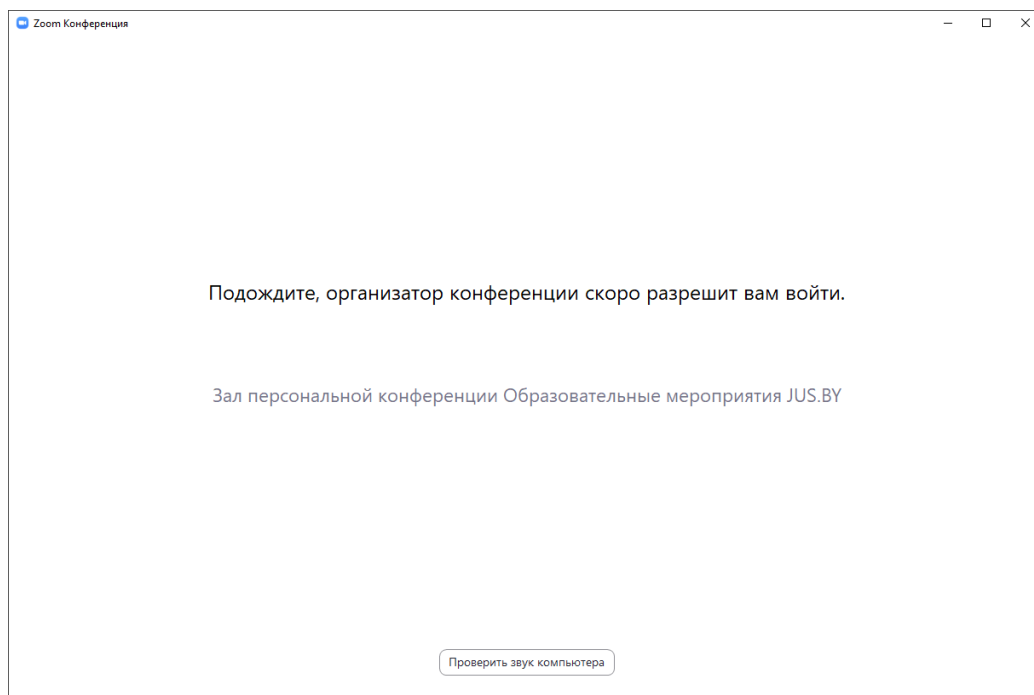 Zoom Конференция
Подождите, организатор конференции скоро разрешит вам войти.
Зал персональной конференции Образовательные мероприятия JUS.BY
Проверить звук компьютера